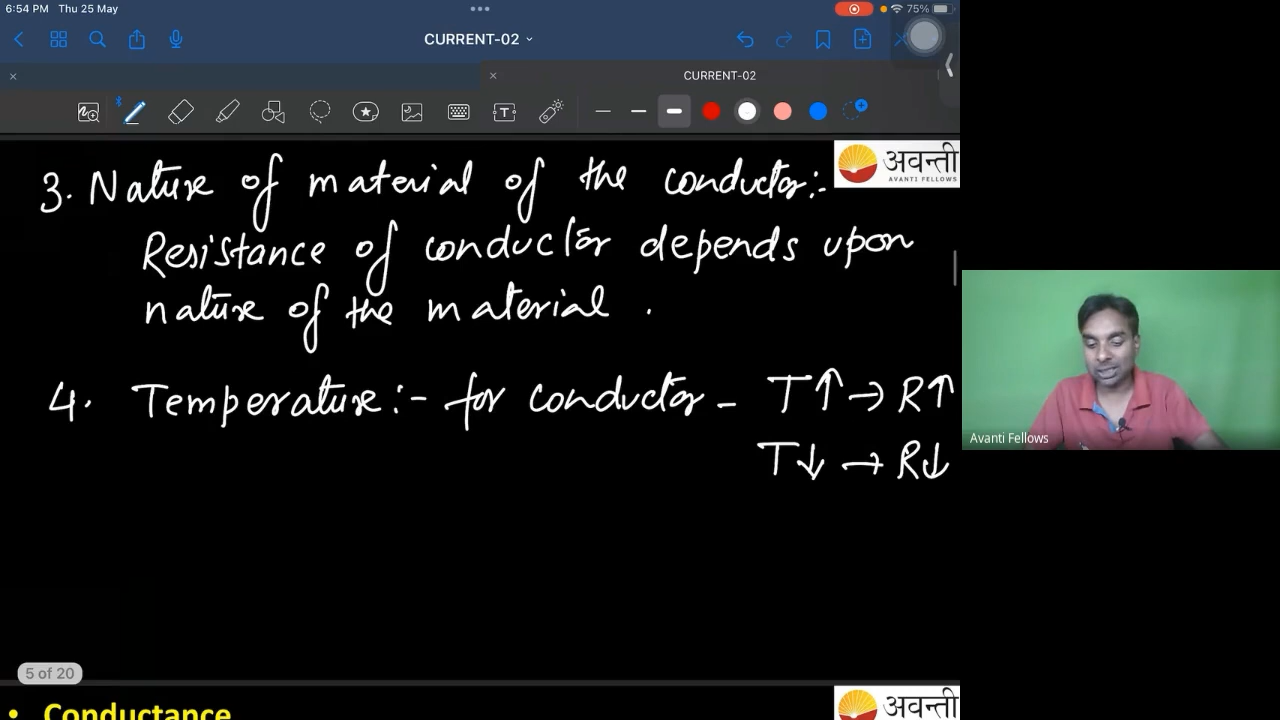 6:54 PM Thu 25 May
75%
CURRENT-02
CURRENT-02
अवन्ती
AVANTI FELLOWS
3. Nature of material of the conductor:-
Resistance of conductor depends upon
nature of the material .
4. Temperature:- for conductor - T↑ → R↑
T↓ → R↓
Avanti Fellows
5 of 20
• Conductance
अवन्ती